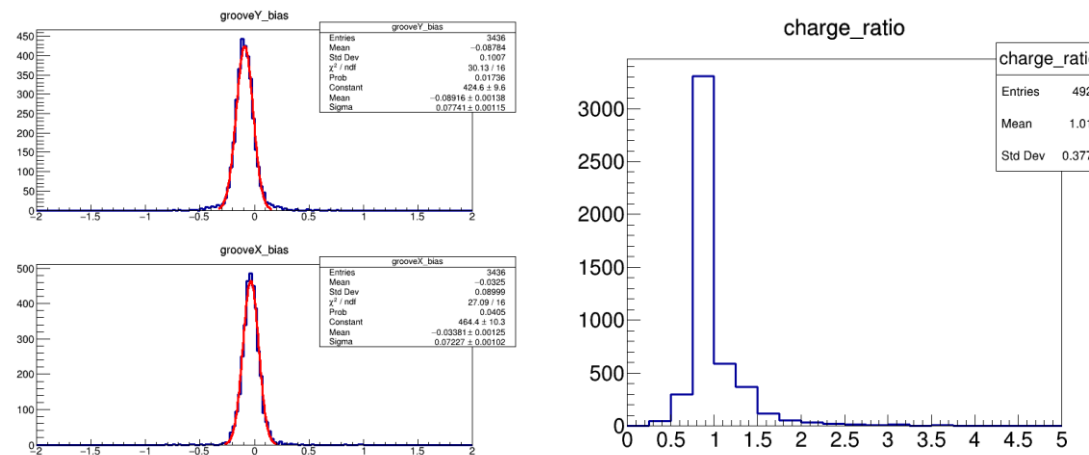 grooveY_bias
grooveY_bias
Entries 3436
Mean −0.08784
Std Dev 0.1007
χ² / ndf 30.13 / 16
Prob 0.01736
Constant 424.6 ± 9.6
Mean −0.08916 ± 0.00138
Sigma 0.07741 ± 0.00115
450
400
350
300
250
200
150
100
50
0
−2 −1.5 −1 −0.5 0 0.5 1 1.5 2
grooveX_bias
grooveX_bias
Entries 3436
Mean −0.0325
Std Dev 0.08999
χ² / ndf 27.09 / 16
Prob 0.0405
Constant 464.4 ± 10.3
Mean −0.03381 ± 0.00125
Sigma 0.07227 ± 0.00102
500
400
300
200
100
0
−2 −1.5 −1 −0.5 0 0.5 1 1.5 2
charge_ratio
charge_rati
Entries 492
Mean 1.01
Std Dev 0.377
3000
2500
2000
1500
1000
500
0
0 0.5 1 1.5 2 2.5 3 3.5 4 4.5 5